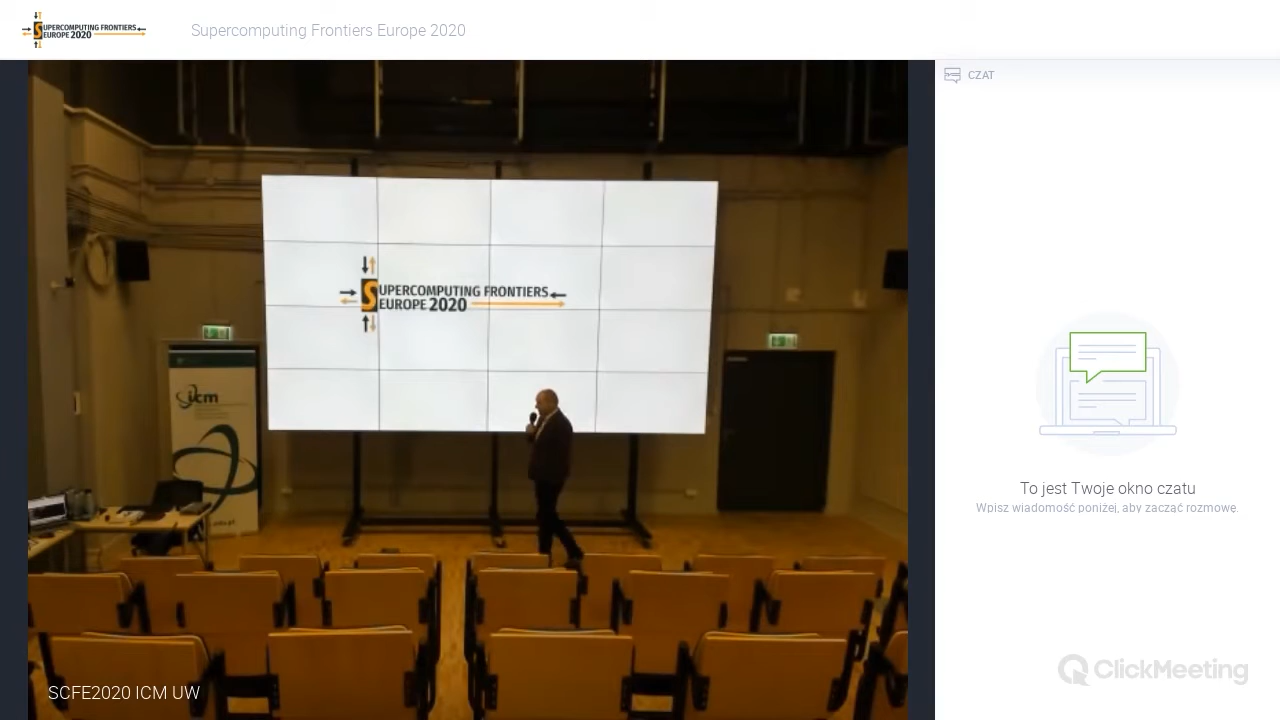 SUPERCOMPUTING FRONTIERS
EUROPE 2020
Supercomputing Frontiers Europe 2020
CZAT
SUPERCOMPUTING FRONTIERS
EUROPE 2020
icm
To jest Twoje okno czatu
Wpisz wiadomość poniżej, aby zacząć rozmowę.
ClickMeeting
SCFE2020 ICM UW